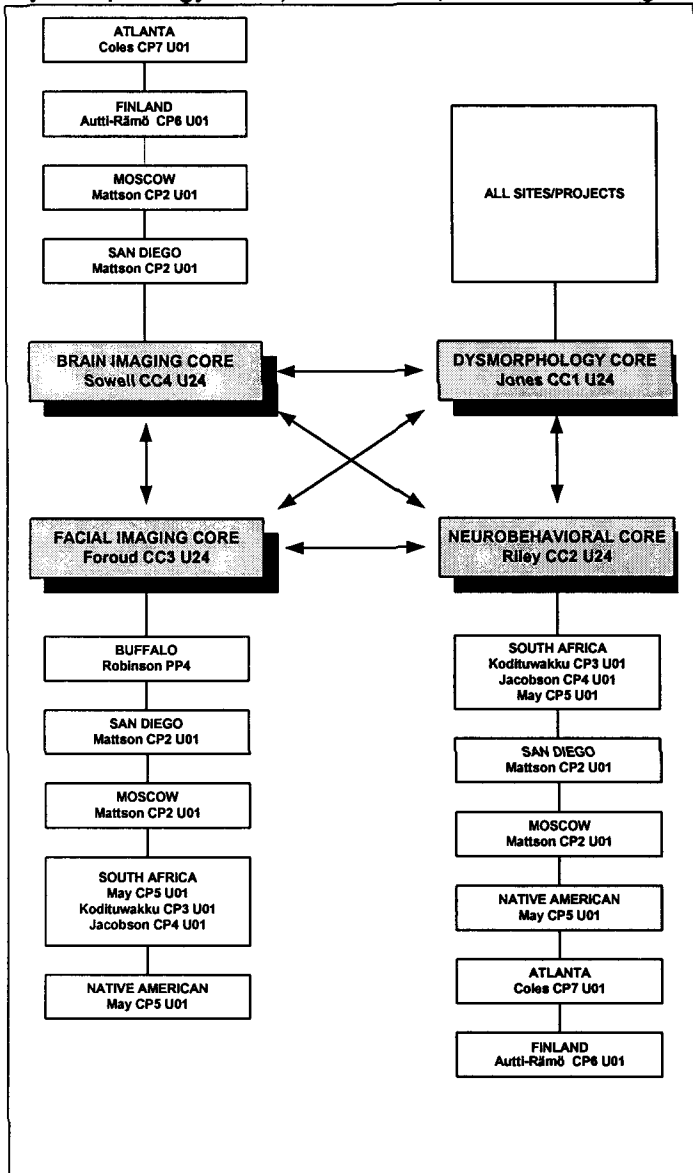 ATLANTA
Coles CP7 U01
FINLAND
Autti-Rämö CP6 U01
MOSCOW
Mattson CP2 U01
SAN DIEGO
Mattson CP2 U01
ALL SITES/PROJECTS
BRAIN IMAGING CORE
Sowell CC4 U24
DYSMORPHOLOGY CORE
Jones CC1 U24
FACIAL IMAGING CORE
Foroud CC3 U24
NEUROBEHAVIORAL CORE
Riley CC2 U24
BUFFALO
Robinson PP4
SAN DIEGO
Mattson CP2 U01
MOSCOW
Mattson CP2 U01
SOUTH AFRICA
May CP5 U01
Kodituwakku CP3 U01
Jacobson CP4 U01
NATIVE AMERICAN
May CP5 U01
SOUTH AFRICA
Kodituwakku CP3 U01
Jacobson CP4 U01
May CP5 U01
SAN DIEGO
Mattson CP2 U01
MOSCOW
Mattson CP2 U01
NATIVE AMERICAN
May CP5 U01
ATLANTA
Coles CP7 U01
FINLAND
Autti-Rämö CP6 U01